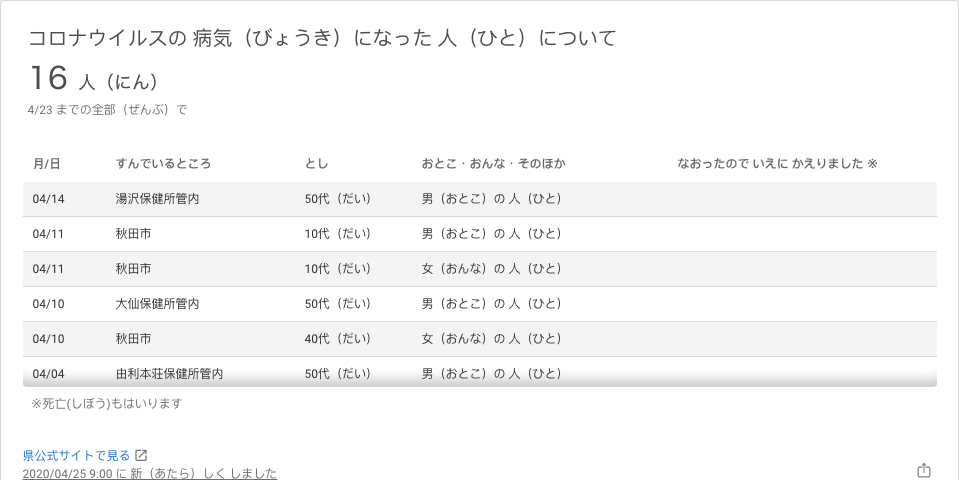 コロナウイルスの 病気（びょうき）になった 人（ひと）について
16 人（にん）
4/23 までの全部（ぜんぶ）で
月/日 すんでいるところ とし おとこ・おんな・そのほか なおったので いえに かえりました ※
04/14 湯沢保健所管内 50代（だい） 男（おとこ）の 人（ひと）
04/11 秋田市 10代（だい） 男（おとこ）の 人（ひと）
04/11 秋田市 10代（だい） 女（おんな）の 人（ひと）
04/10 大仙保健所管内 50代（だい） 男（おとこ）の 人（ひと）
04/10 秋田市 40代（だい） 女（おんな）の 人（ひと）
04/04 由利本荘保健所管内 50代（だい） 男（おとこ）の 人（ひと）
※死亡(しぼう)もはいります
県公式サイトで見る
2020/04/25 9:00 に 新（あたら）しく しました